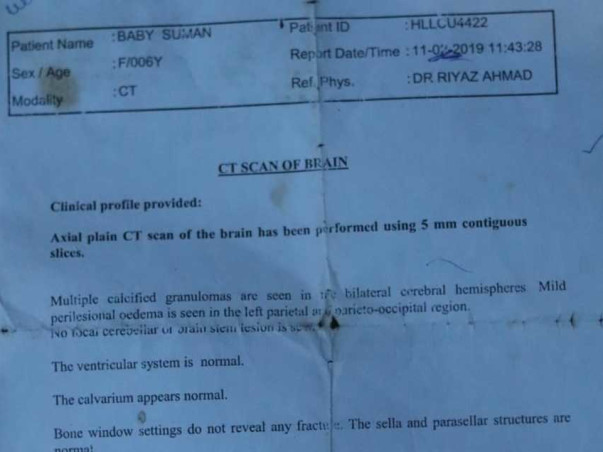 Patient Name :BABY SUMAN Patient ID :HLLCU4422
Sex / Age :F/006Y Report Date/Time : 11- -2019 11:43:28
Modality :CT Ref. Phys. :DR RIYAZ AHMAD
CT SCAN OF BRAIN
Clinical profile provided:
Axial plain CT scan of the brain has been performed using 5 mm contiguous
slices.
Multiple calcified granulomas are seen in the bilateral cerebral hemispheres. Mild
perilesional oedema is seen in the left parietal and parieto-occipital region.
No focal cerebellar or brain stem lesion is
The ventricular system is normal.
The calvarium appears normal.
Bone window settings do not reveal any fracture. The sella and parasellar structures are
normal